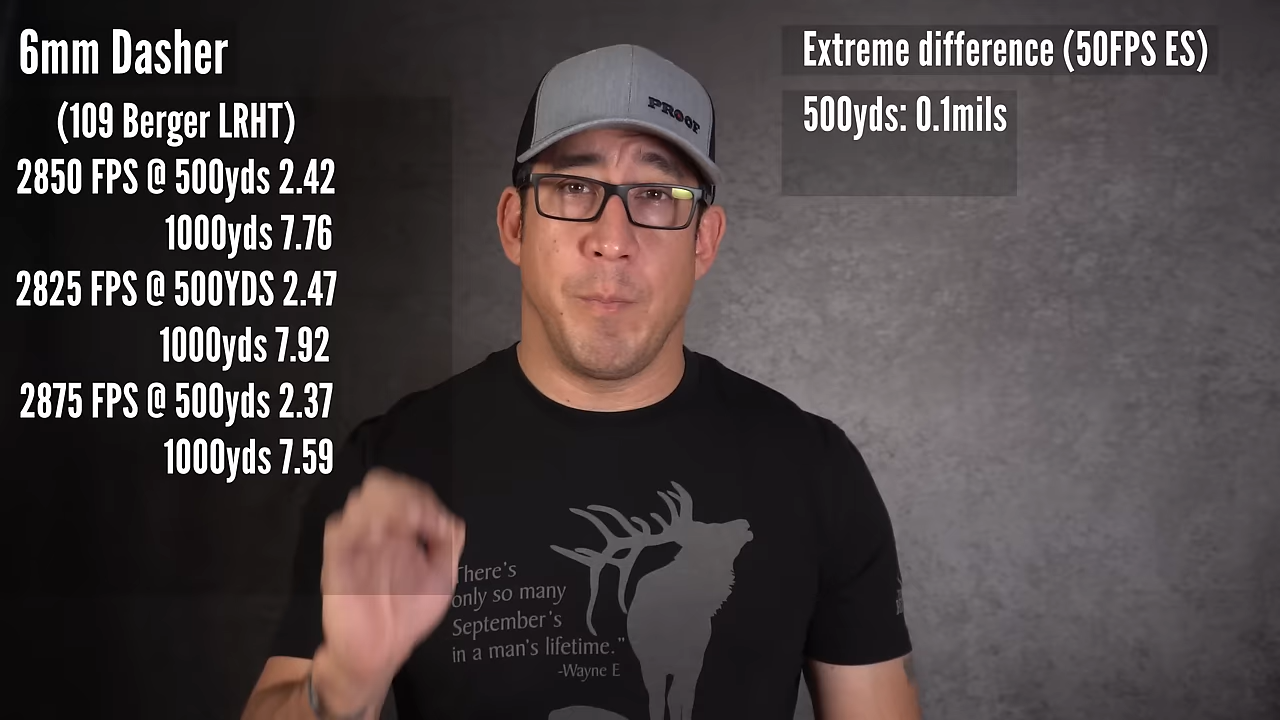 6mm Dasher
(109 Berger LRHT)
2850 FPS @ 500yds 2.42
1000yds 7.76
2825 FPS @ 500YDS 2.47
1000yds 7.92
2875 FPS @ 500yds 2.37
1000yds 7.59
Extreme difference (50FPS ES)
500yds: 0.1mils
PROOF
There's
only so many
September's
in a man's lifetime."
-Wayne E